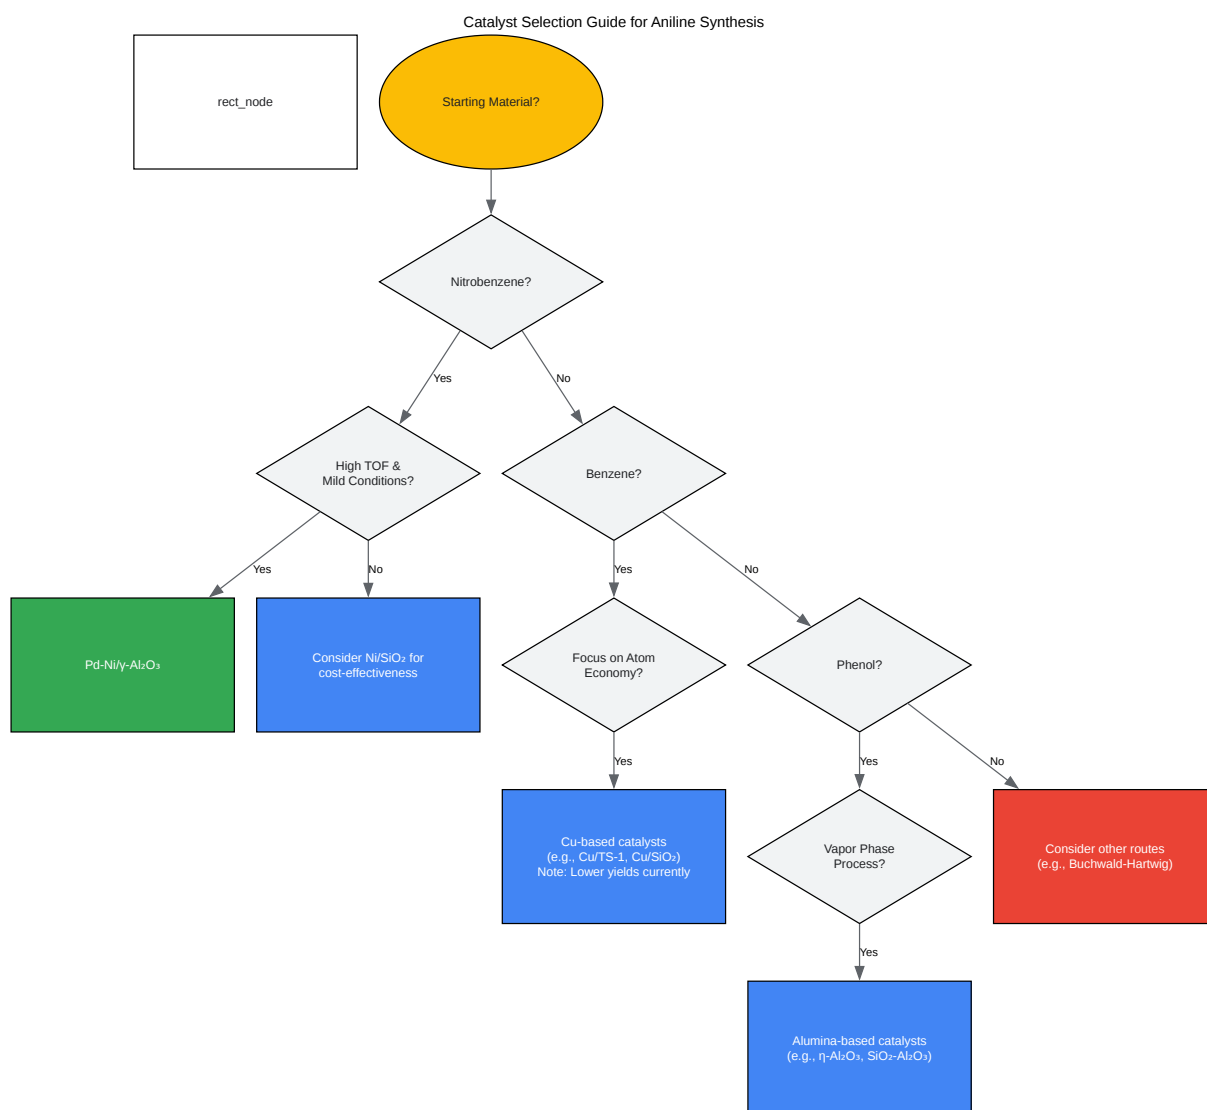 Catalyst Selection Guide for Aniline Synthesis
rect_node
Starting Material?
Nitrobenzene?
Yes
No
High TOF &
Mild Conditions?
Benzene?
Yes
No
Yes
No
Pd-Ni/γ-Al₂O₃
Consider Ni/SiO₂ for
cost-effectiveness
Focus on Atom
Economy?
Phenol?
Yes
Yes
No
Cu-based catalysts
(e.g., Cu/TS-1, Cu/SiO₂)
Note: Lower yields currently
Vapor Phase
Process?
Consider other routes
(e.g., Buchwald-Hartwig)
Yes
Alumina-based catalysts
(e.g., η-Al₂O₃, SiO₂-Al₂O₃)